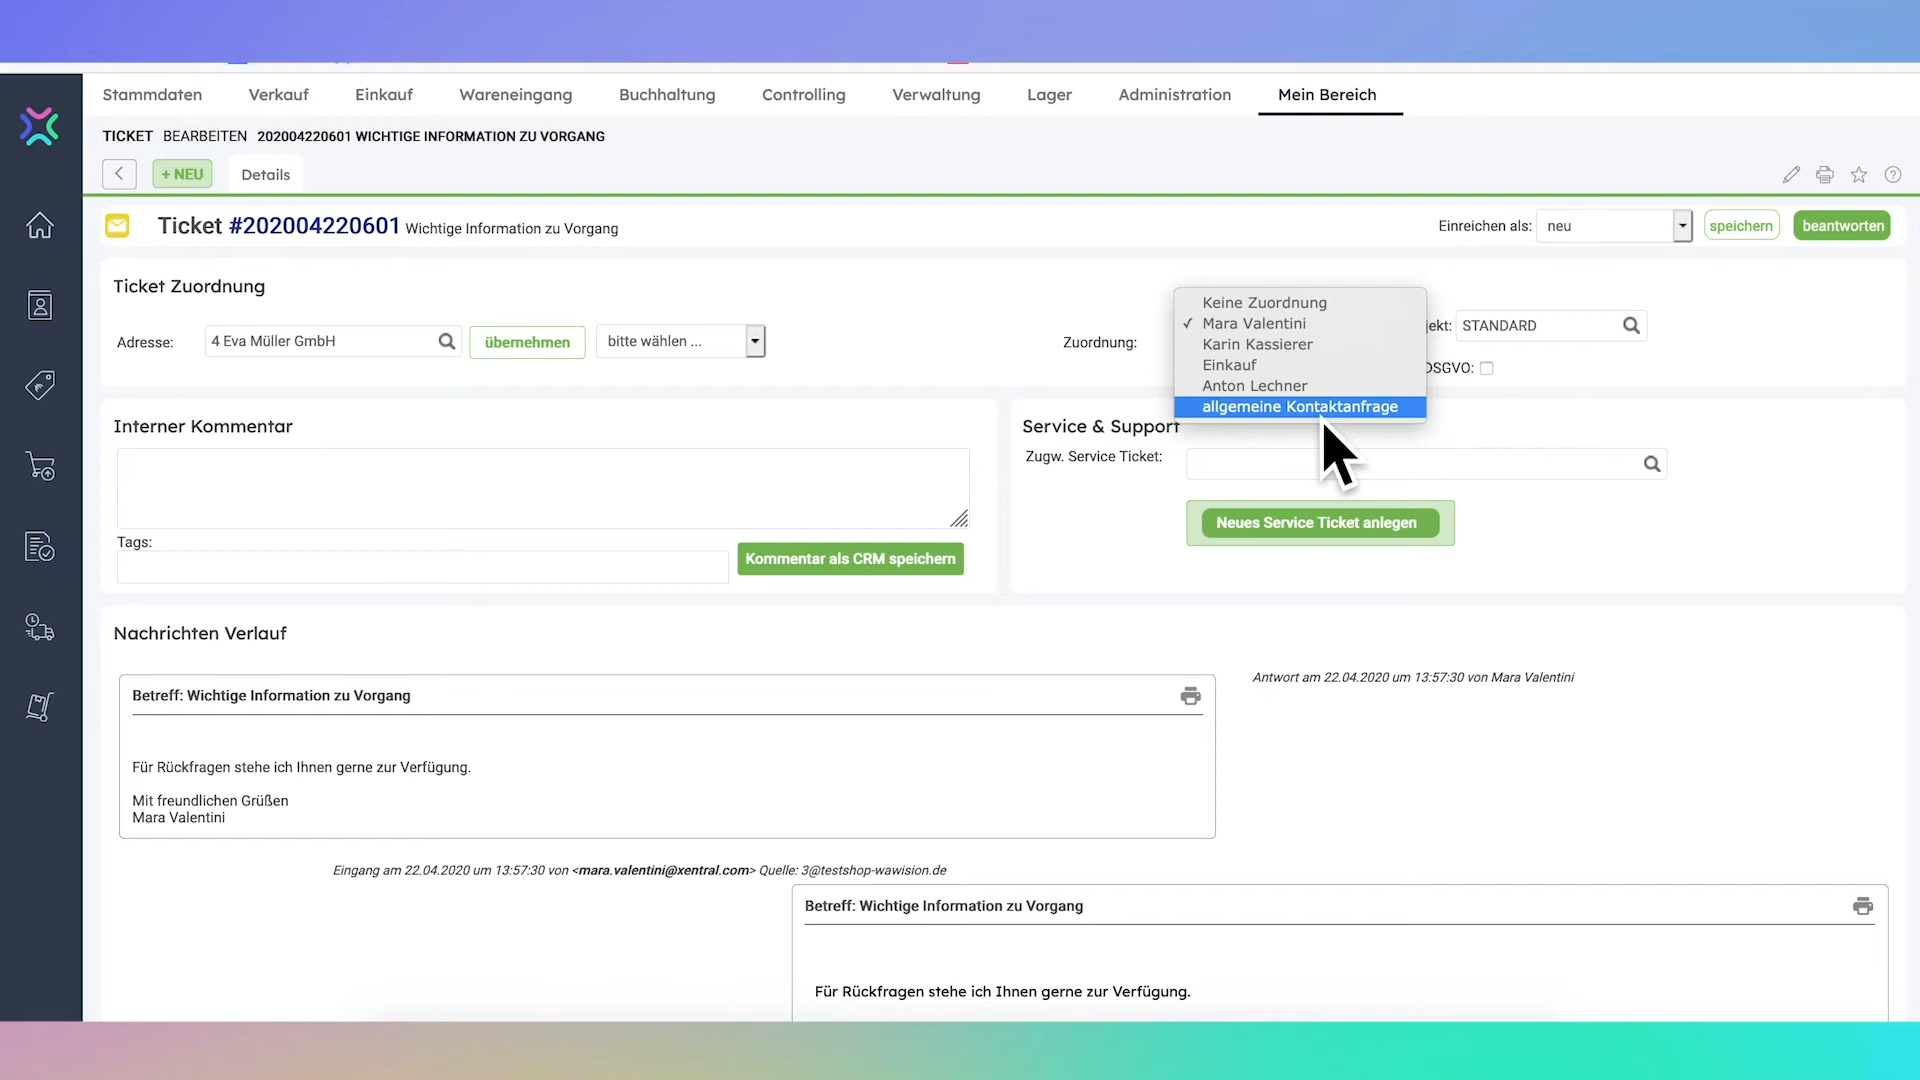 Stammdaten Verkauf Einkauf Wareneingang Buchhaltung Controlling Verwaltung Lager Administration Mein Bereich
TICKET BEARBEITEN 202004220601 WICHTIGE INFORMATION ZU VORGANG
+ NEU Details
Ticket #202004220601 Wichtige Information zu Vorgang
Einreichen als: neu speichern beantworten
Ticket Zuordnung
Adresse: 4 Eva Müller GmbH übernehmen bitte wählen ...
Zuordnung:
Keine Zuordnung
✓ Mara Valentini
Karin Kassierer
Einkauf
Anton Lechner
allgemeine Kontaktanfrage
jekt: STANDARD
DSGVO:
Interner Kommentar
Tags:
Kommentar als CRM speichern
Service & Support
Zugw. Service Ticket:
Neues Service Ticket anlegen
Nachrichten Verlauf
Betreff: Wichtige Information zu Vorgang
Antwort am 22.04.2020 um 13:57:30 von Mara Valentini
Für Rückfragen stehe ich Ihnen gerne zur Verfügung.
Mit freundlichen Grüßen
Mara Valentini
Eingang am 22.04.2020 um 13:57:30 von <mara.valentini@xentral.com> Quelle: 3@testshop-wawision.de
Betreff: Wichtige Information zu Vorgang
Für Rückfragen stehe ich Ihnen gerne zur Verfügung.